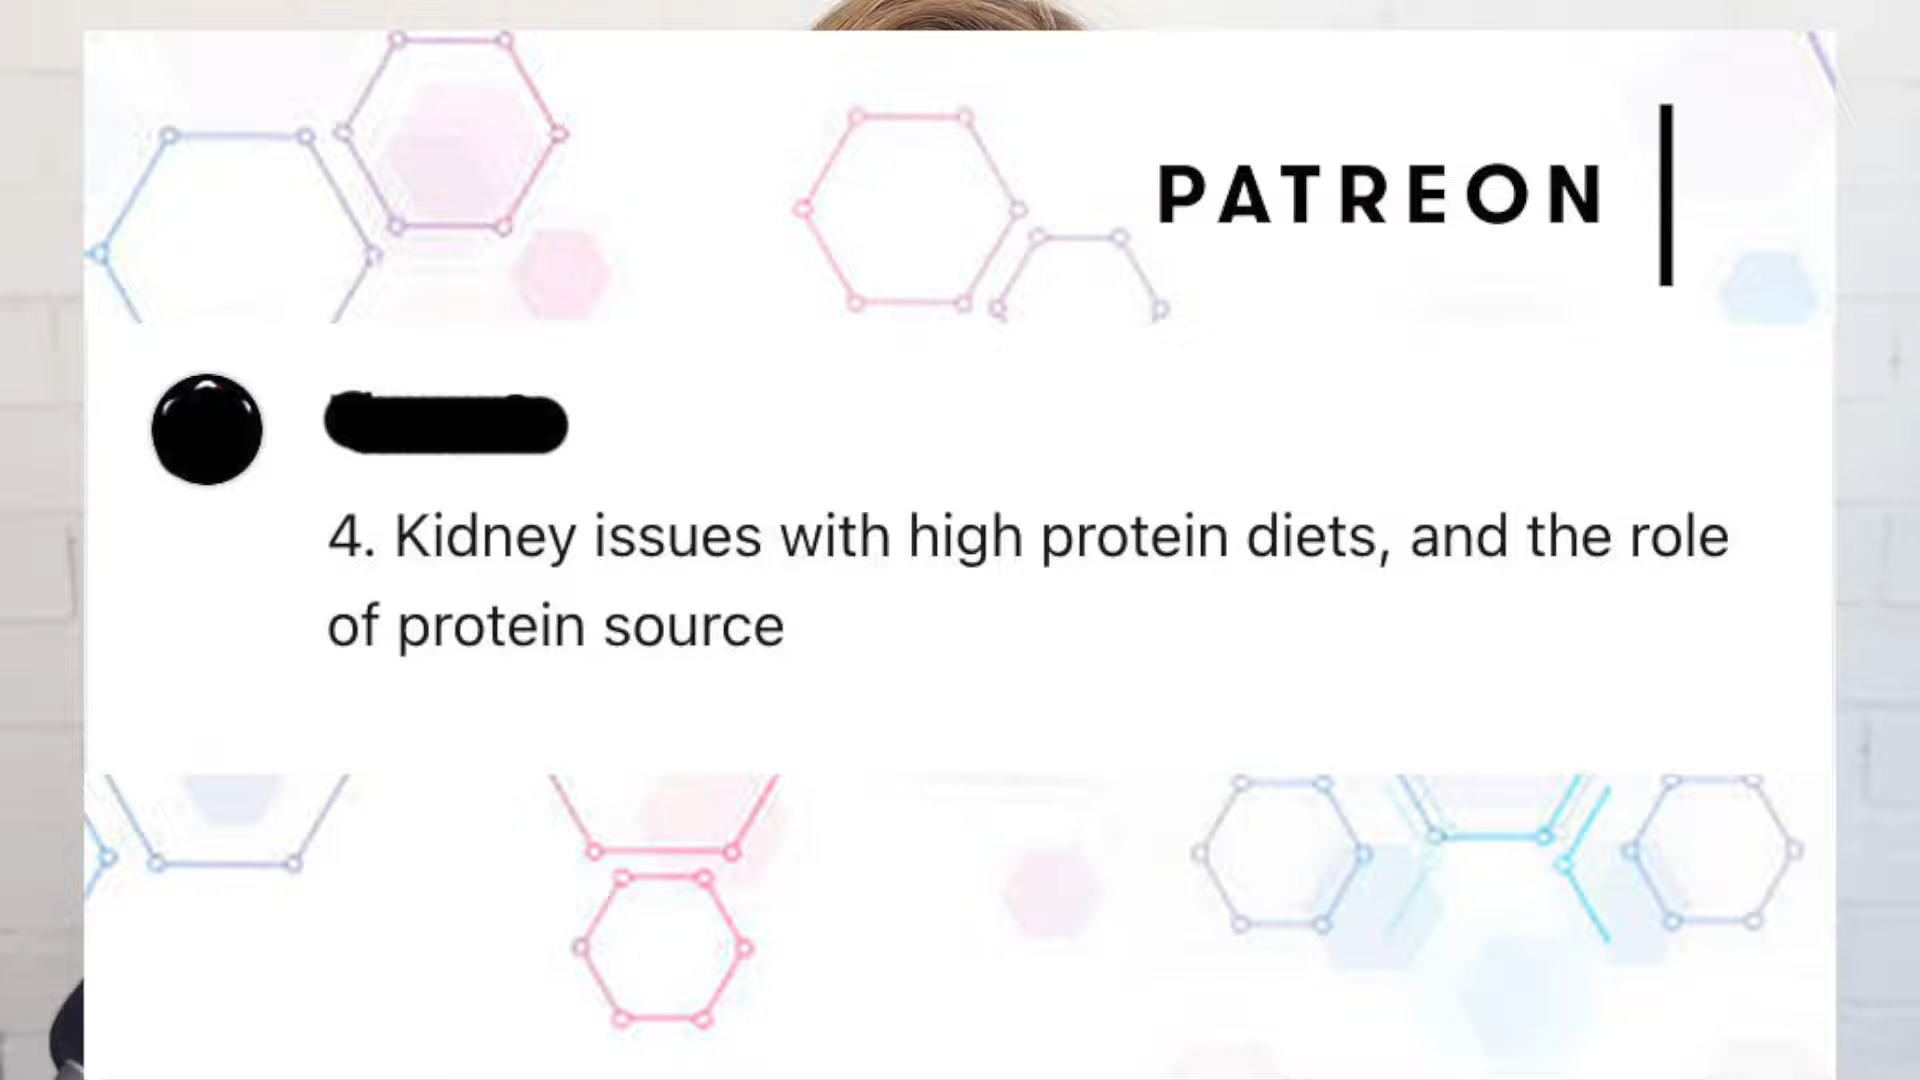 PATREON
4. Kidney issues with high protein diets, and the role
of protein source